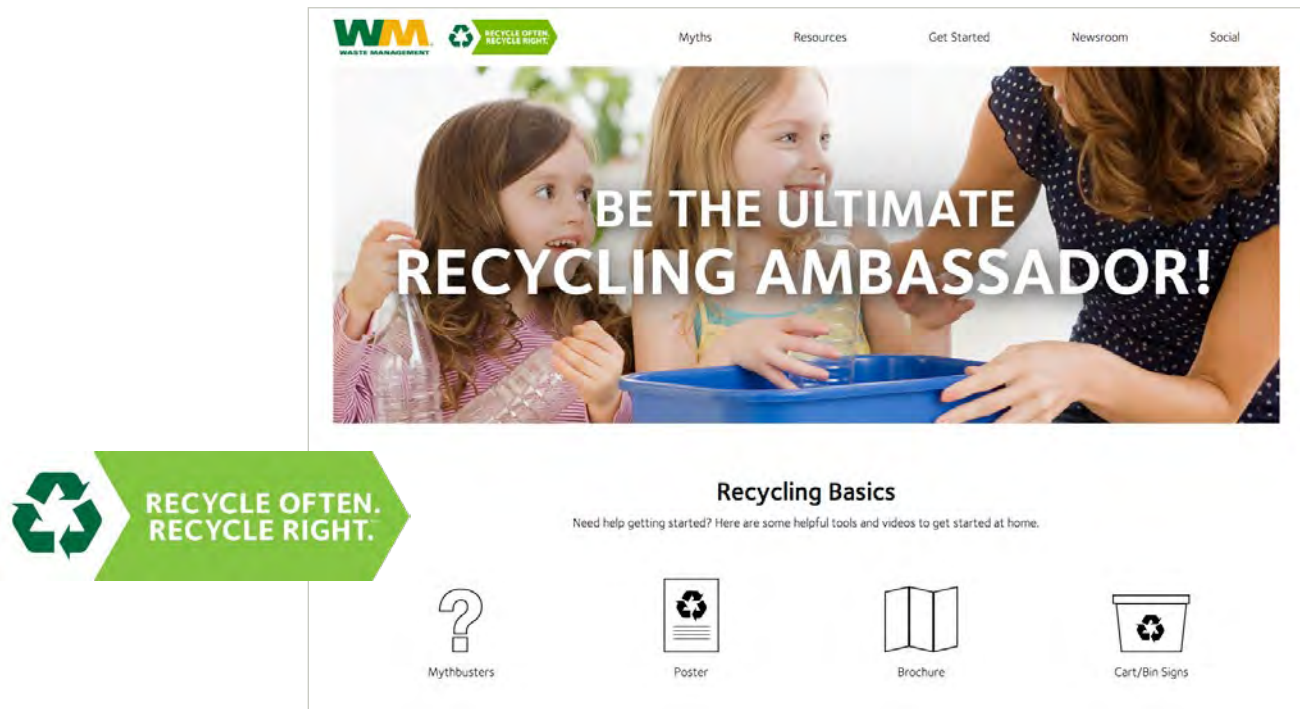 WM
WASTE MANAGEMENT
RECYCLE OFTEN.
RECYCLE RIGHT.
Myths
Resources
Get Started
Newsroom
Social
BE THE ULTIMATE
RECYCLING AMBASSADOR!
RECYCLE OFTEN.
RECYCLE RIGHT.
Recycling Basics
Need help getting started? Here are some helpful tools and videos to get started at home.
Mythbusters
Poster
Brochure
Cart/Bin Signs